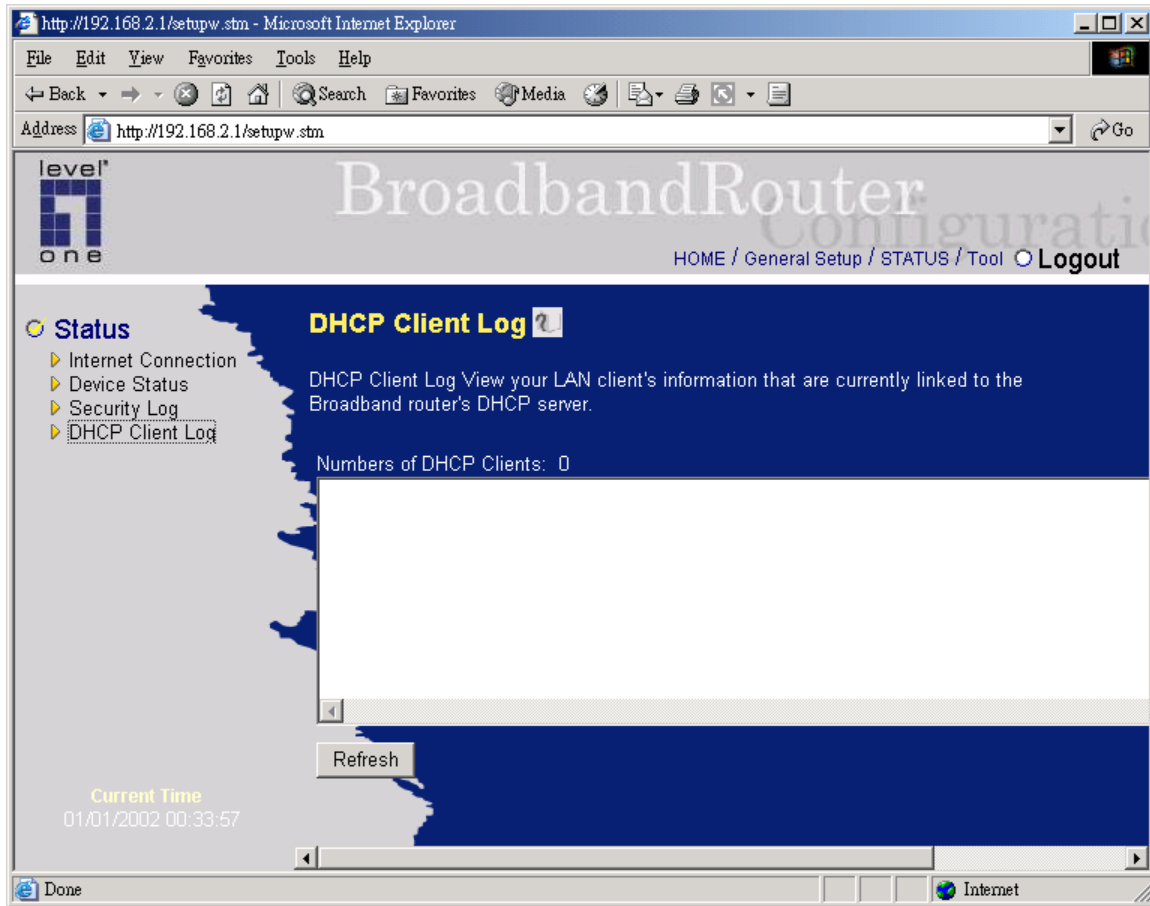 http://192.168.2.1/setupw.stm - Microsoft Internet Explorer
File Edit View Favorites Tools Help
Back Search Favorites Media
Address http://192.168.2.1/setupw.stm Go
level one
BroadbandRouter
Configuratio
HOME / General Setup / STATUS / Tool Logout
Status
Internet Connection
Device Status
Security Log
DHCP Client Log
Current Time
01/01/2002 00:33:57
DHCP Client Log
DHCP Client Log View your LAN client's information that are currently linked to the
Broadband router's DHCP server.
Numbers of DHCP Clients: 0
Refresh
Done Internet